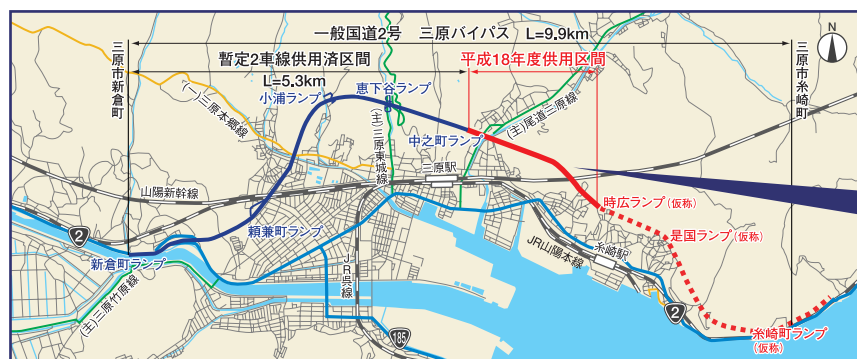 一般国道2号 三原バイパス L=9.9km
N
三原市新倉町
暫定2車線供用済区間
L=5.3km
平成18年度供用区間
三原市糸崎町
小浦ランプ
恵下谷ランプ
(一)三原本郷線
(主)三原東城線
中之町ランプ
(主)尾道三原線
三原駅
山陽新幹線
時広ランプ(仮称)
2
頼兼町ランプ
是国ランプ(仮称)
新倉町ランプ
糸崎駅
JR山陽本線
JR呉線
(主)三原竹原線
2
185
糸崎町ランプ
(仮称)